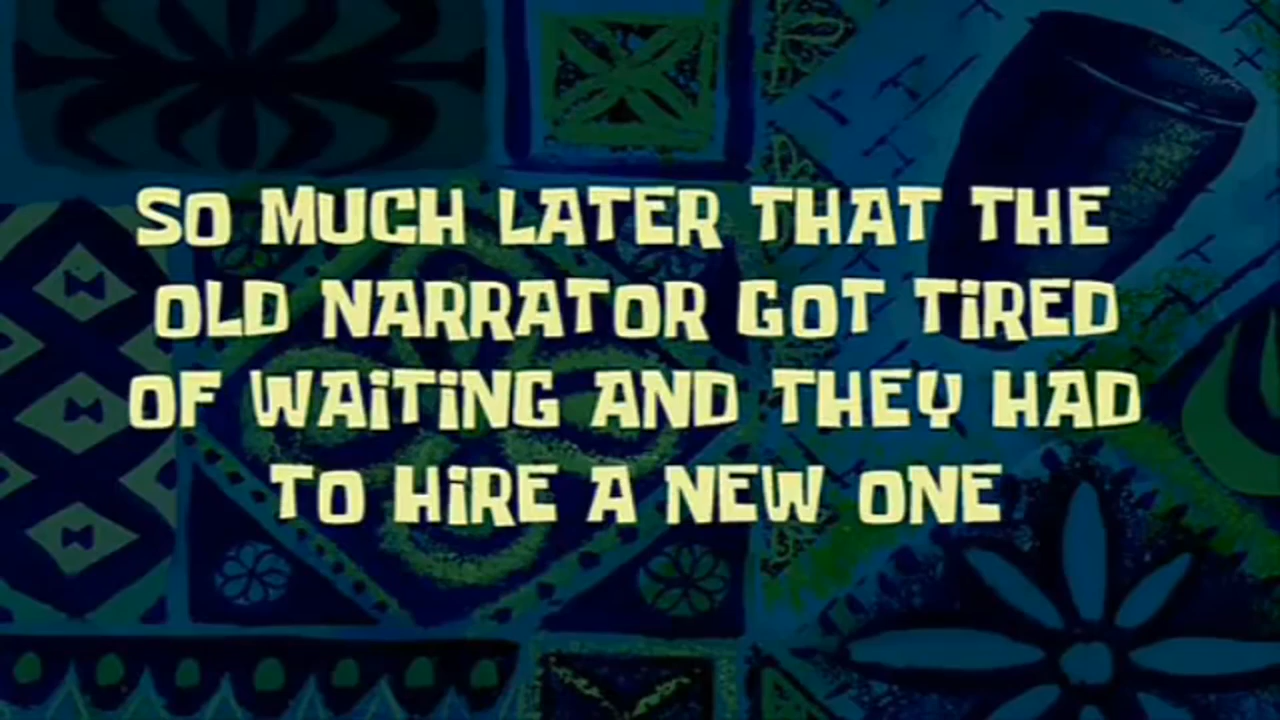 SO MUCH LATER THAT THE
OLD NARRATOR GOT TiRED
OF WAiTiNG AND THEY HAD
TO HiRE A NEW ONE